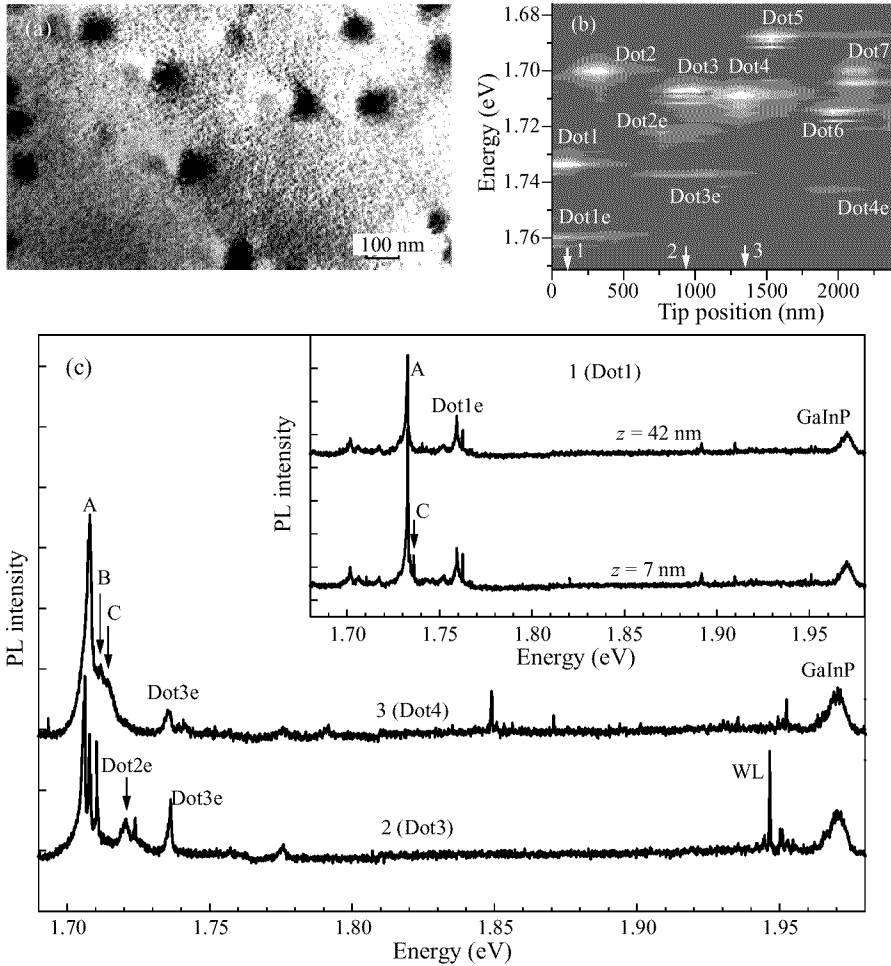 (a)
100 nm
(b)
Energy (eV)
1.68
1.70
1.72
1.74
1.76
Dot5
Dot2
Dot3
Dot4
Dot7
Dot2e
Dot6
Dot1
Dot3e
Dot4e
Dot1e
1
2
3
0
500
1000
1500
2000
Tip position (nm)
(c)
PL intensity
A
B
C
Dot3e
3 (Dot4)
GaInP
Dot2e
Dot3e
2 (Dot3)
WL
1.70
1.75
1.80
1.85
1.90
1.95
Energy (eV)
PL intensity
A
Dot1e
1 (Dot1)
GaInP
z = 42 nm
C
z = 7 nm
1.70
1.75
1.80
1.85
1.90
1.95
Energy (eV)